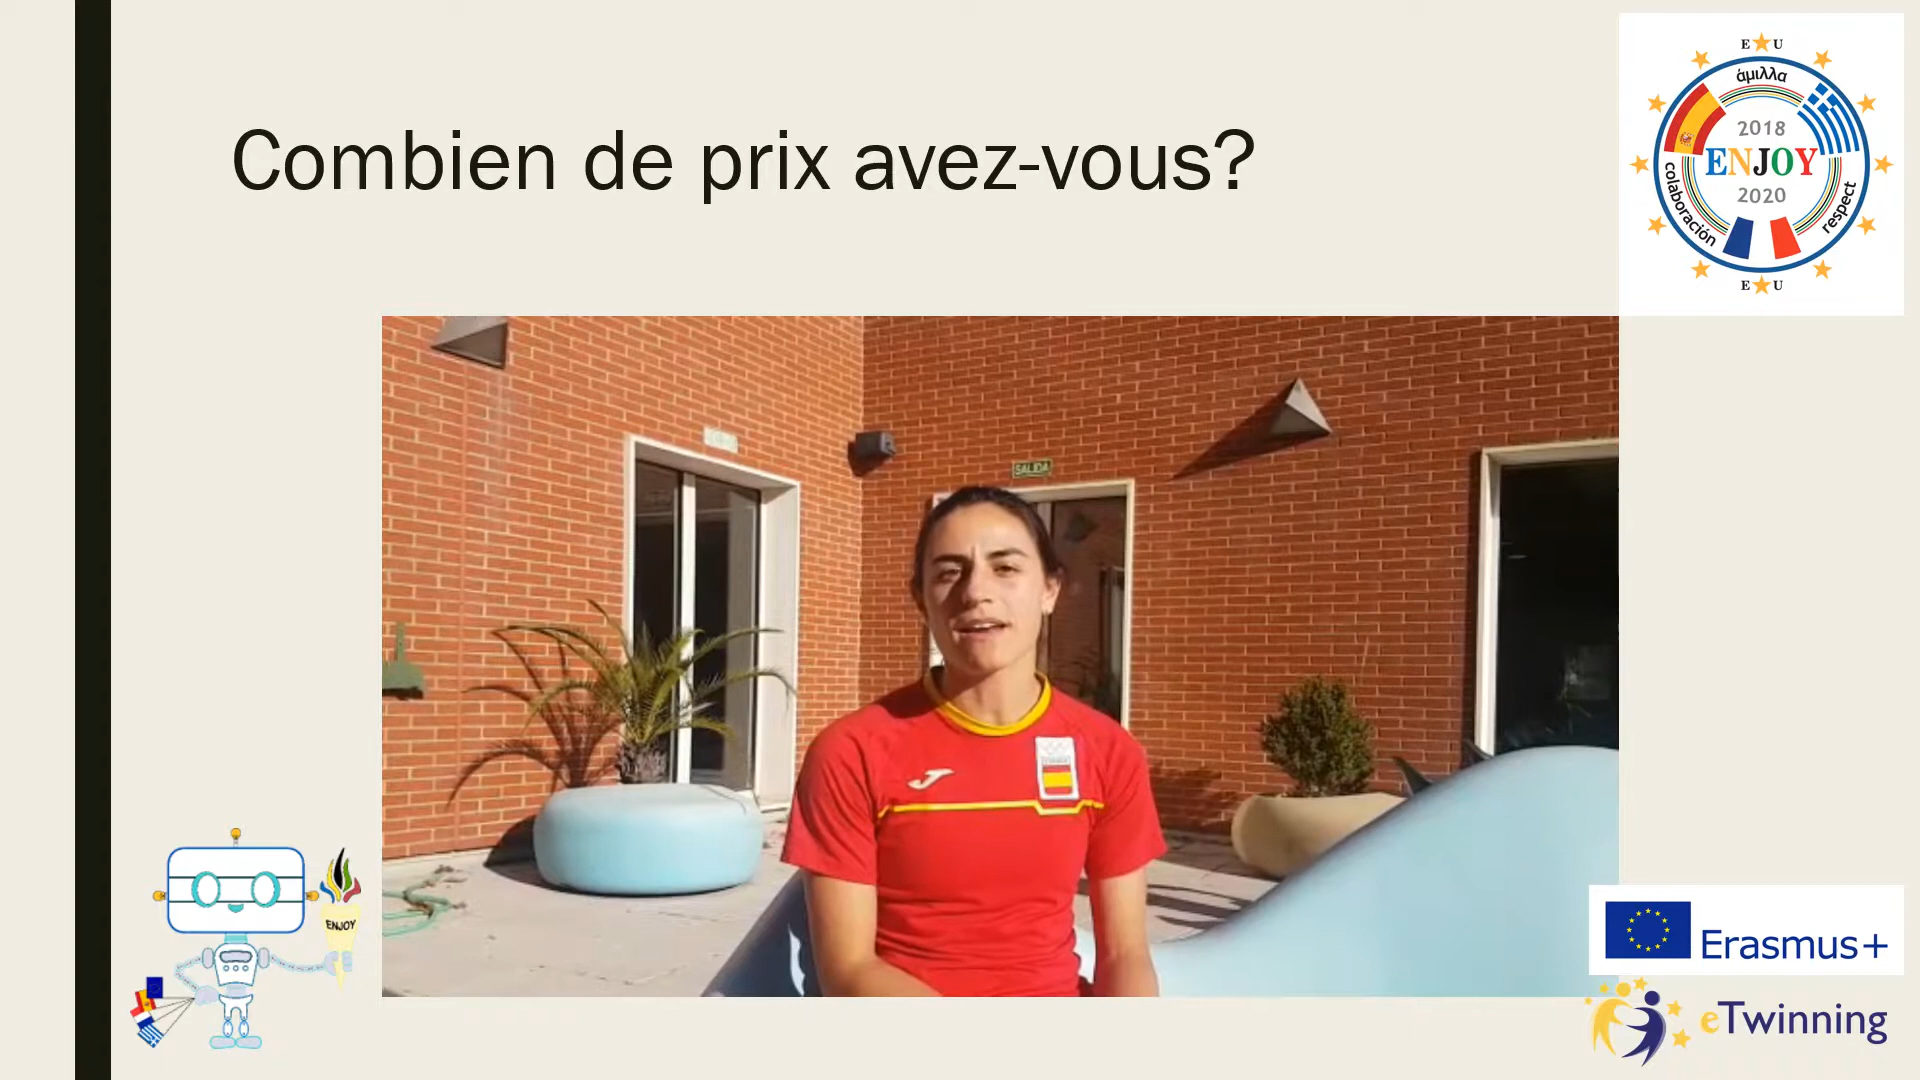 Combien de prix avez-vous?
E U
άμιλλα
2018
ENJOY
2020
colaboración
respect
E U
SALIDA
ENJOY
Erasmus+
eTwinning